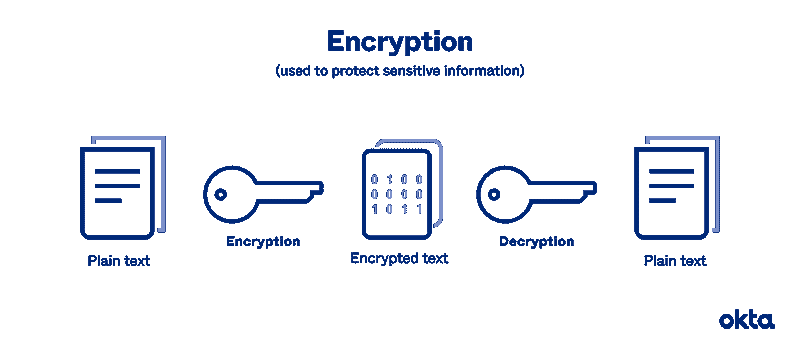 Encryption
(used to protect sensitive information)
0 1 0 0
0 0 0 0
1 0 1 1
Encryption
Decryption
Plain text
Encrypted text
Plain text
okta